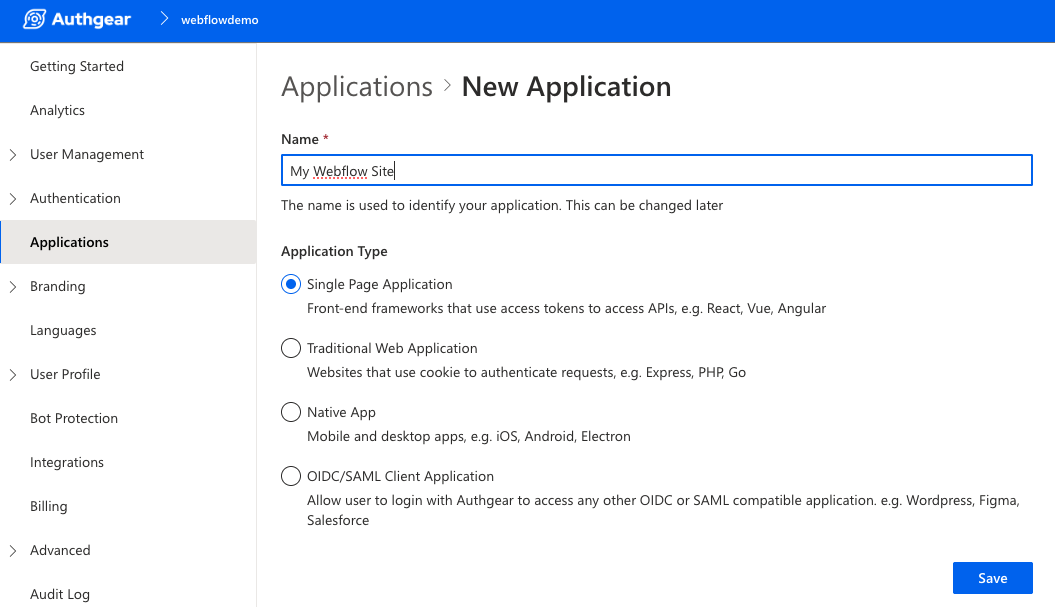 Authgear
webflowdemo
Getting Started
Analytics
User Management
Authentication
Applications
Branding
Languages
User Profile
Bot Protection
Integrations
Billing
Advanced
Audit Log
Applications > New Application
Name *
My Webflow Site
The name is used to identify your application. This can be changed later
Application Type
Single Page Application
Front-end frameworks that use access tokens to access APIs, e.g. React, Vue, Angular
Traditional Web Application
Websites that use cookie to authenticate requests, e.g. Express, PHP, Go
Native App
Mobile and desktop apps, e.g. iOS, Android, Electron
OIDC/SAML Client Application
Allow user to login with Authgear to access any other OIDC or SAML compatible application. e.g. Wordpress, Figma,
Salesforce
Save